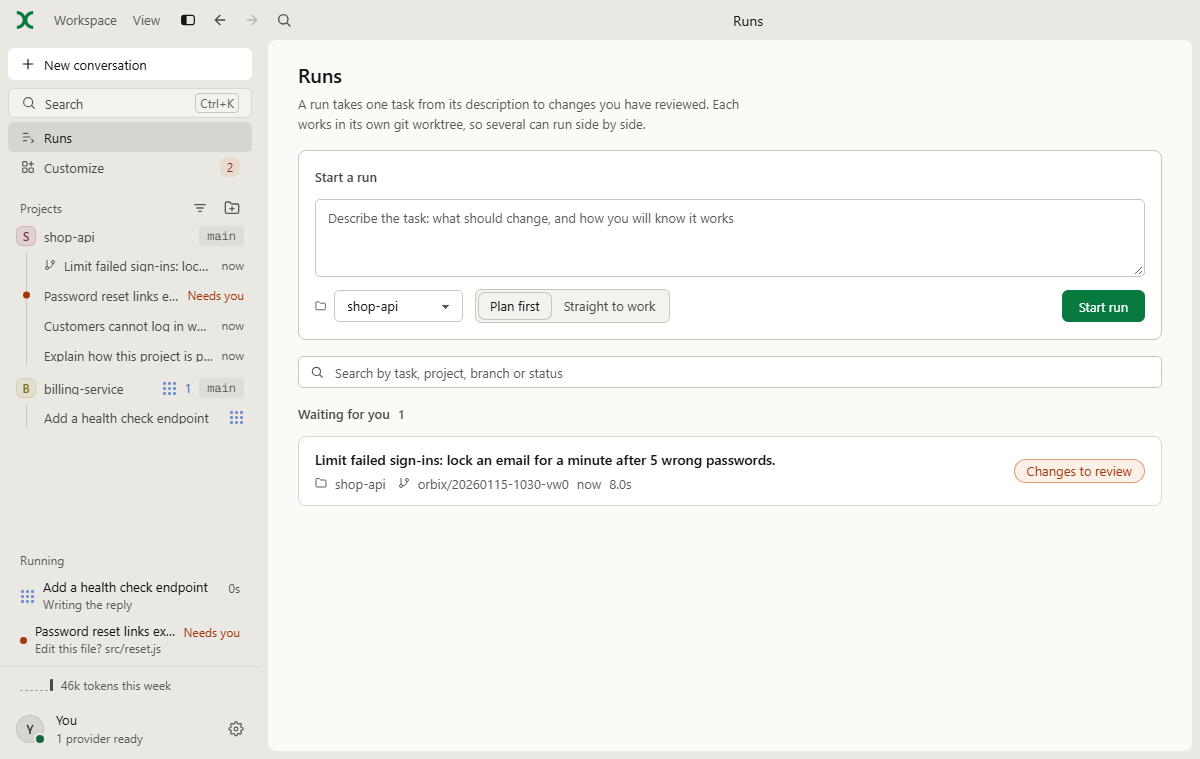 Workspace View
Runs
New conversation
Search Ctrl+K
Runs
Customize 2
Projects
S shop-api main
Limit failed sign-ins: loc... now
Password reset links e... Needs you
Customers cannot log in w... now
Explain how this project is p... now
B billing-service 1 main
Add a health check endpoint
Running
Add a health check endpoint 0s
Writing the reply
Password reset links ex... Needs you
Edit this file? src/reset.js
46k tokens this week
Y You
1 provider ready
Runs
A run takes one task from its description to changes you have reviewed. Each
works in its own git worktree, so several can run side by side.
Start a run
Describe the task: what should change, and how you will know it works
shop-api Plan first Straight to work Start run
Search by task, project, branch or status
Waiting for you 1
Limit failed sign-ins: lock an email for a minute after 5 wrong passwords.
shop-api orbix/20260115-1030-vw0 now 8.0s
Changes to review